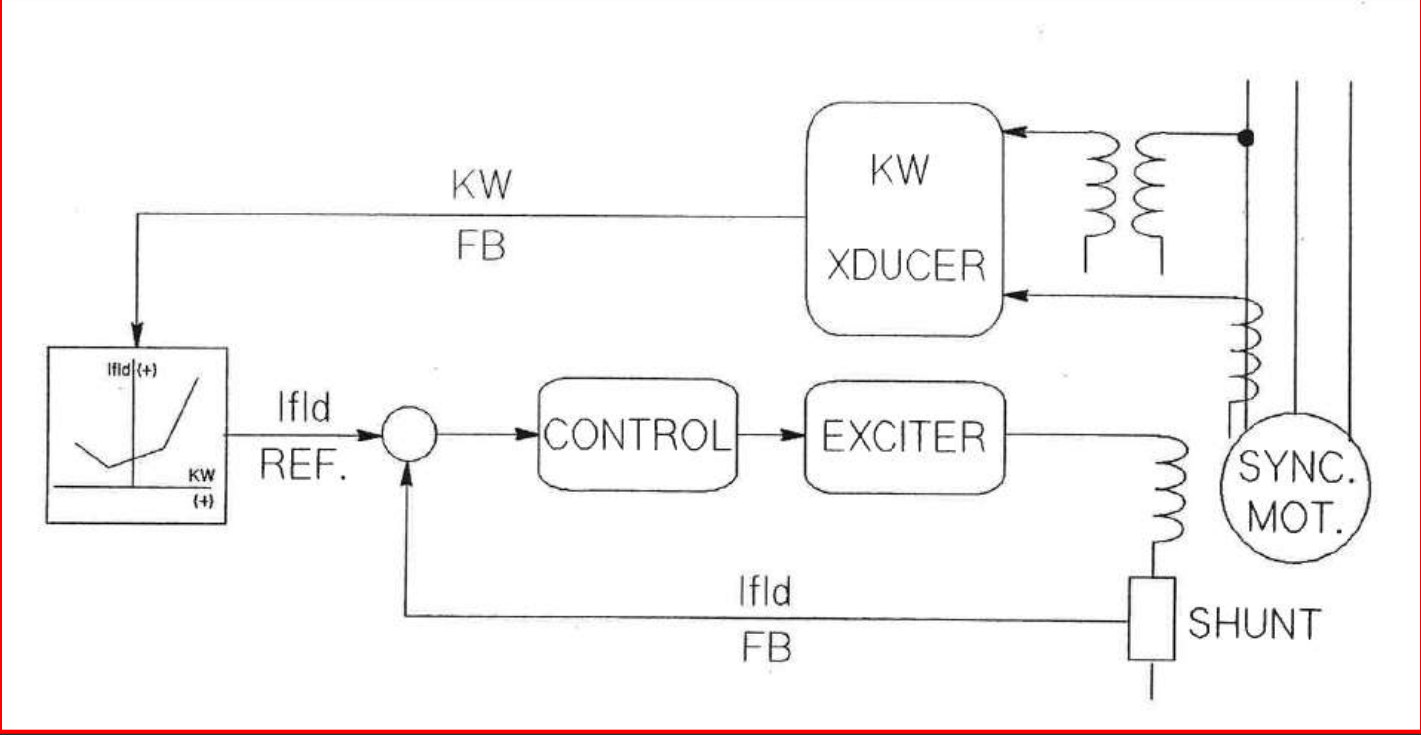 KW
XDUCER
KW
FB
Ifld (+)
KW
(+)
Ifld
REF.
CONTROL
EXCITER
SYNC.
MOT.
Ifld
FB
SHUNT